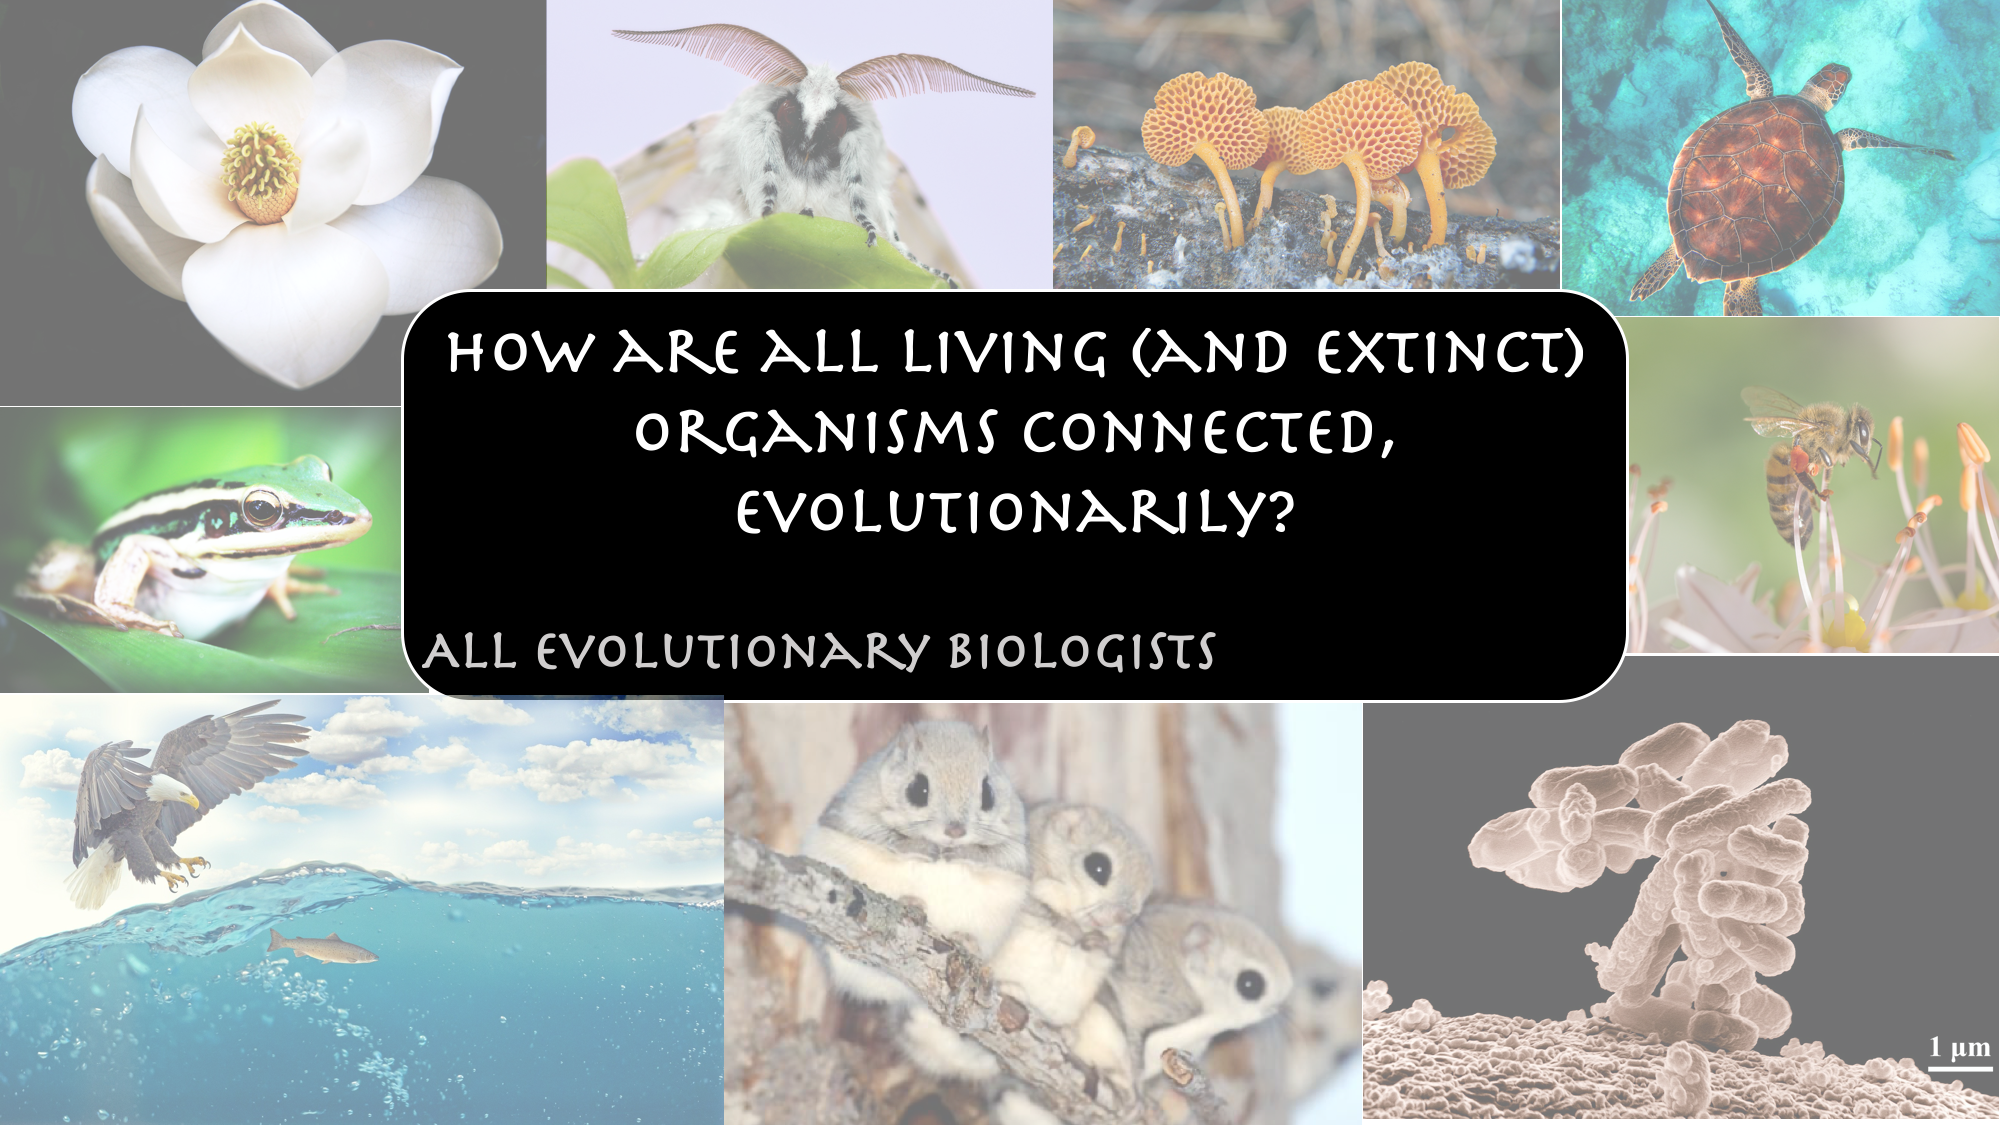 HOW ARE ALL LIVING (AND EXTINCT)
ORGANISMS CONNECTED,
EVOLUTIONARILY?
ALL EVOLUTIONARY BIOLOGISTS
1 µm